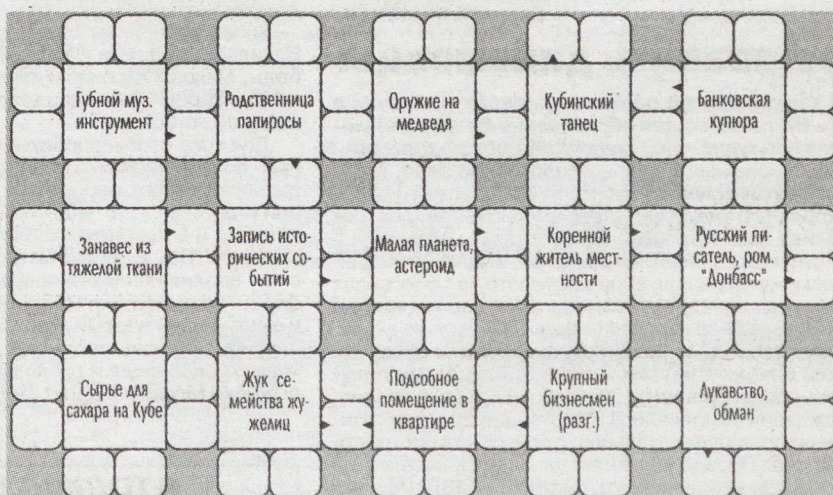 Губной муз.
инструмент
Родственница
папиросы
Оружие на
медведя
Кубинский
танец
Банковская
купюра
Занавес из
тяжелой ткани
Запись исто-
рических со-
бытий
Малая планета,
астероид
Коренной
житель мест-
ности
Русский пи-
сатель, ром.
"Донбасс"
Сырье для
сахара на Кубе
Жук семейства жу-
желиц
Подсобное
помещение в
квартире
Крупный
бизнесмен
(разг.)
Лукавство,
обман